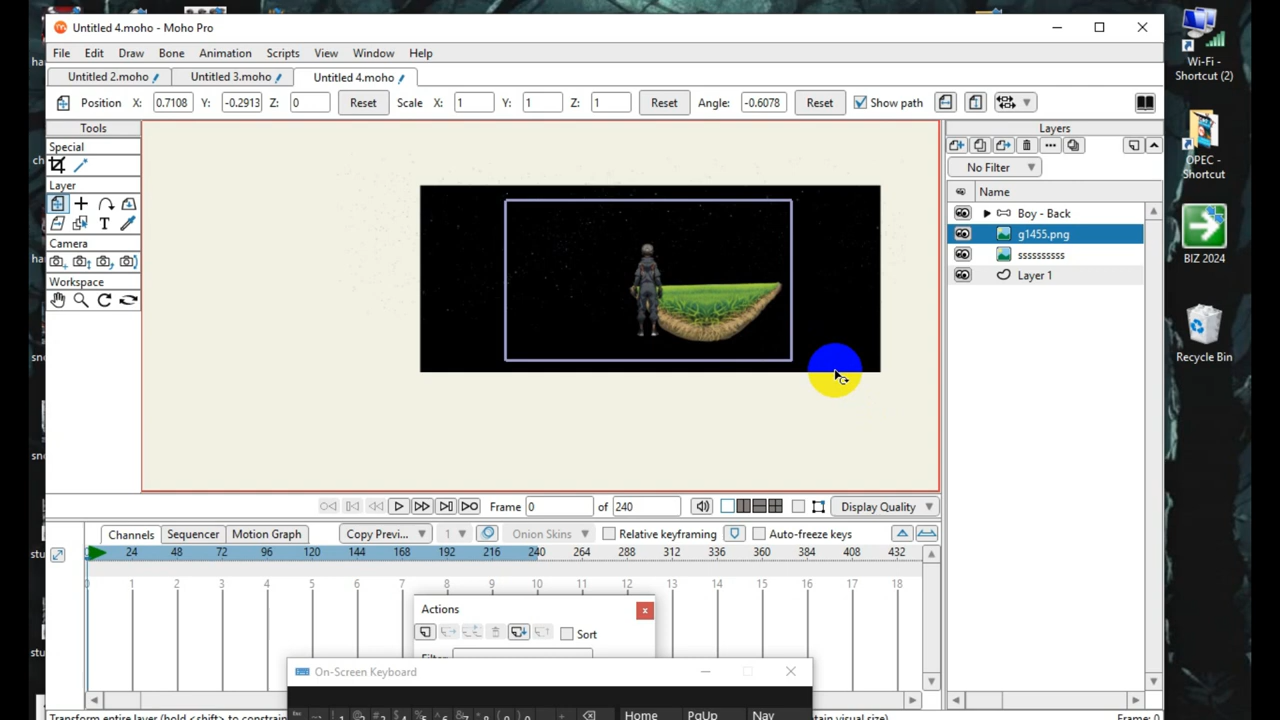 Untitled 4.moho - Moho Pro
File Edit Draw Bone Animation Scripts View Window Help
Untitled 2.moho Untitled 3.moho Untitled 4.moho
Position X: 0.7108 Y: -0.2913 Z: 0 Reset Scale X: 1 Y: 1 Z: 1 Reset Angle: -0.6078 Reset Show path
Tools
Special
Layer
T
Camera
Workspace
Layers
No Filter
Name
Boy - Back
g1455.png
ssssssssss
Layer 1
Wi-Fi -
Shortcut (2)
OPEC -
Shortcut
BIZ 2024
Recycle Bin
Frame 0 of 240 Display Quality
Channels Sequencer Motion Graph Copy Previ... 1 Onion Skins Relative keyframing Auto-freeze keys
0 24 48 72 96 120 144 168 192 216 240 264 288 312 336 360 384 408 432
0 1 2 3 4 5 6 7 8 9 10 11 12 13 14 15 16 17 18
Actions
Sort
On-Screen Keyboard
Home PgUp Nav
Transform entire layer (hold <shift> to constrain
tain visual size)
Frame: 0